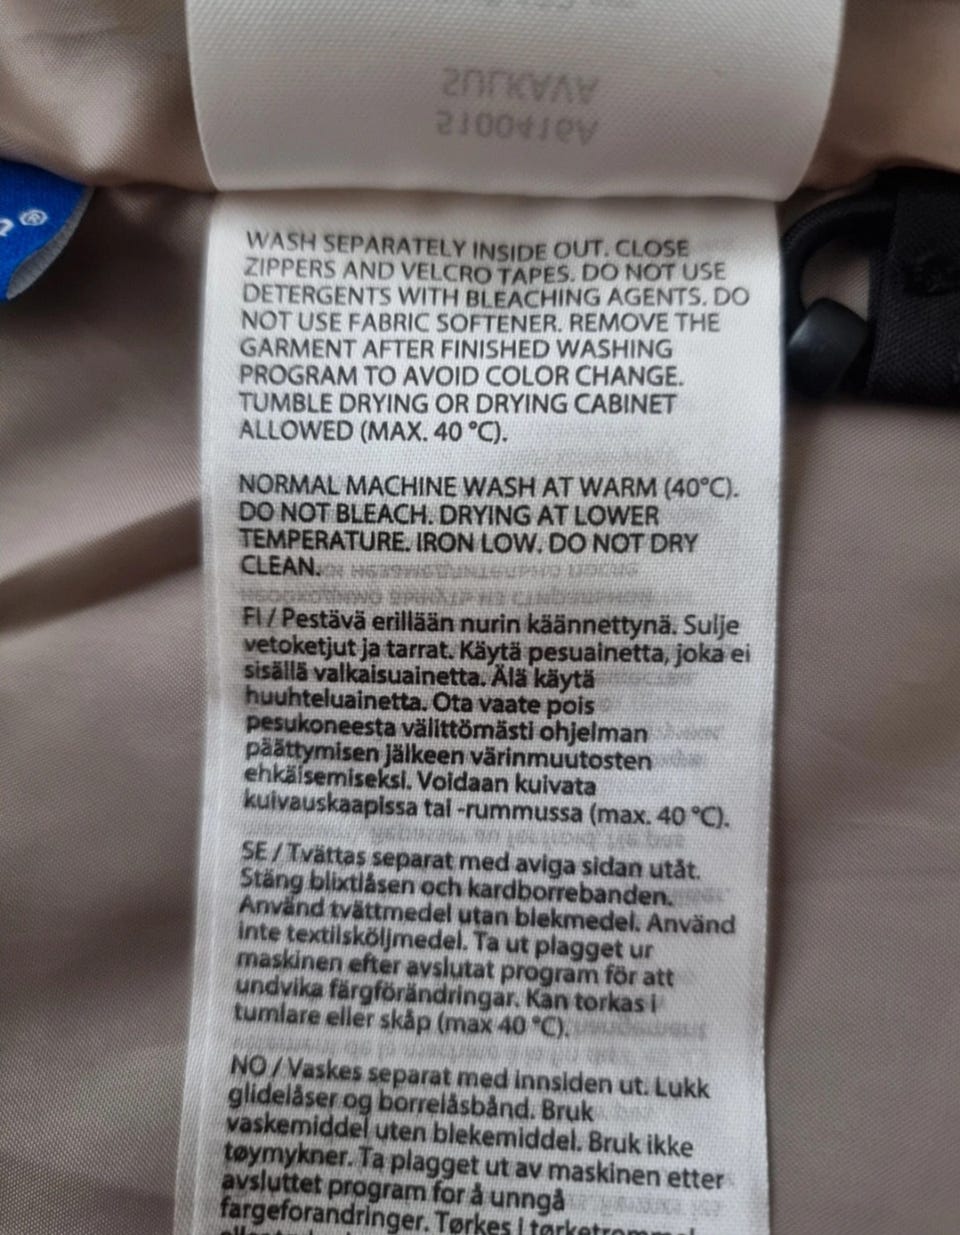 SULKAVA
5100416A
WASH SEPARATELY INSIDE OUT. CLOSE
ZIPPERS AND VELCRO TAPES. DO NOT USE
DETERGENTS WITH BLEACHING AGENTS. DO
NOT USE FABRIC SOFTENER. REMOVE THE
GARMENT AFTER FINISHED WASHING
PROGRAM TO AVOID COLOR CHANGE.
TUMBLE DRYING OR DRYING CABINET
ALLOWED (MAX. 40 °C).
NORMAL MACHINE WASH AT WARM (40°C).
DO NOT BLEACH. DRYING AT LOWER
TEMPERATURE. IRON LOW. DO NOT DRY
CLEAN.
FI / Pestävä erillään nurin käännettynä. Sulje
vetoketjut ja tarrat. Käytä pesuainetta, joka ei
sisällä valkaisuainetta. Älä käytä
huuhteluainetta. Ota vaate pois
pesukoneesta välittömästi ohjelman
päättymisen jälkeen värinmuutosten
ehkäisemiseksi. Voidaan kuivata
kuivauskaapissa tai -rummussa (max. 40 °C).
SE / Tvättas separat med aviga sidan utåt.
Stäng blixtlåsen och kardborrebanden.
Använd tvättmedel utan blekmedel. Använd
inte textilsköljmedel. Ta ut plagget ur
maskinen efter avslutat program för att
undvika färgförändringar. Kan torkas i
tumlare eller skåp (max 40 °C).
NO / Vaskes separat med innsiden ut. Lukk
glidelåser og borrelåsbånd. Bruk
vaskemiddel uten blekemiddel. Bruk ikke
tøymykner. Ta plagget ut av maskinen etter
avsluttet program for å unngå
fargeforandringer. Tørkes i tørketrommel